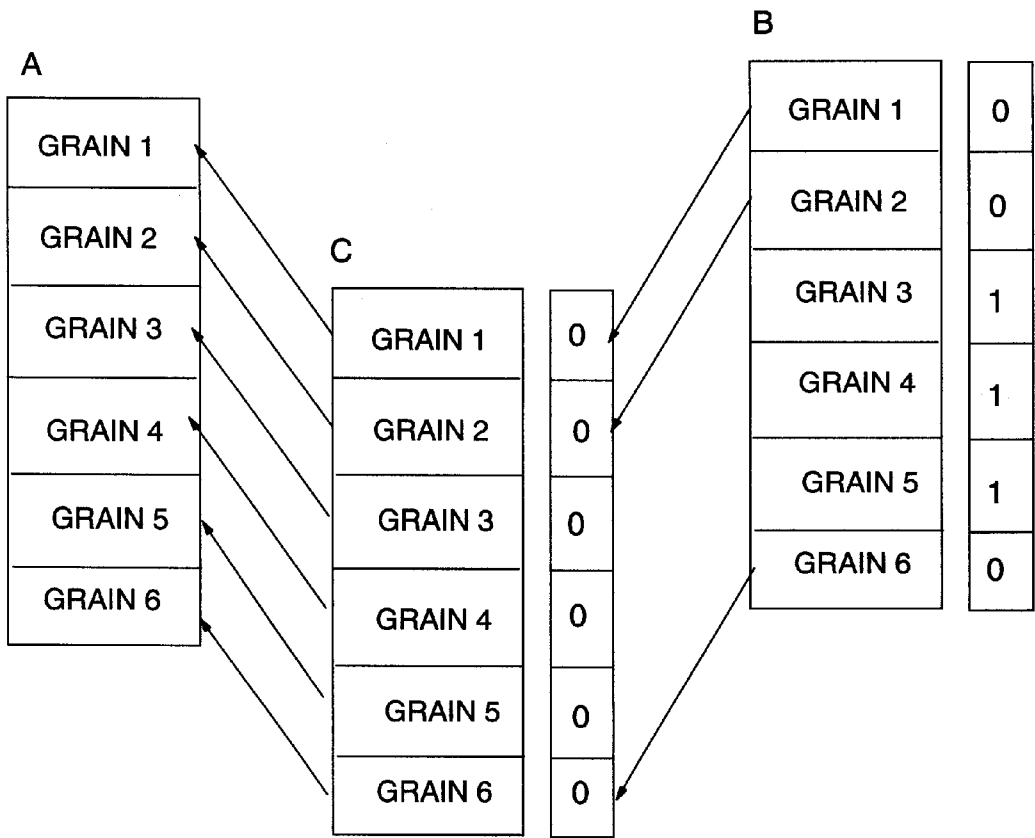 A
GRAIN 1
GRAIN 2
GRAIN 3
GRAIN 4
GRAIN 5
GRAIN 6
C
GRAIN 1 0
GRAIN 2 0
GRAIN 3 0
GRAIN 4 0
GRAIN 5 0
GRAIN 6 0
B
GRAIN 1 0
GRAIN 2 0
GRAIN 3 1
GRAIN 4 1
GRAIN 5 1
GRAIN 6 0